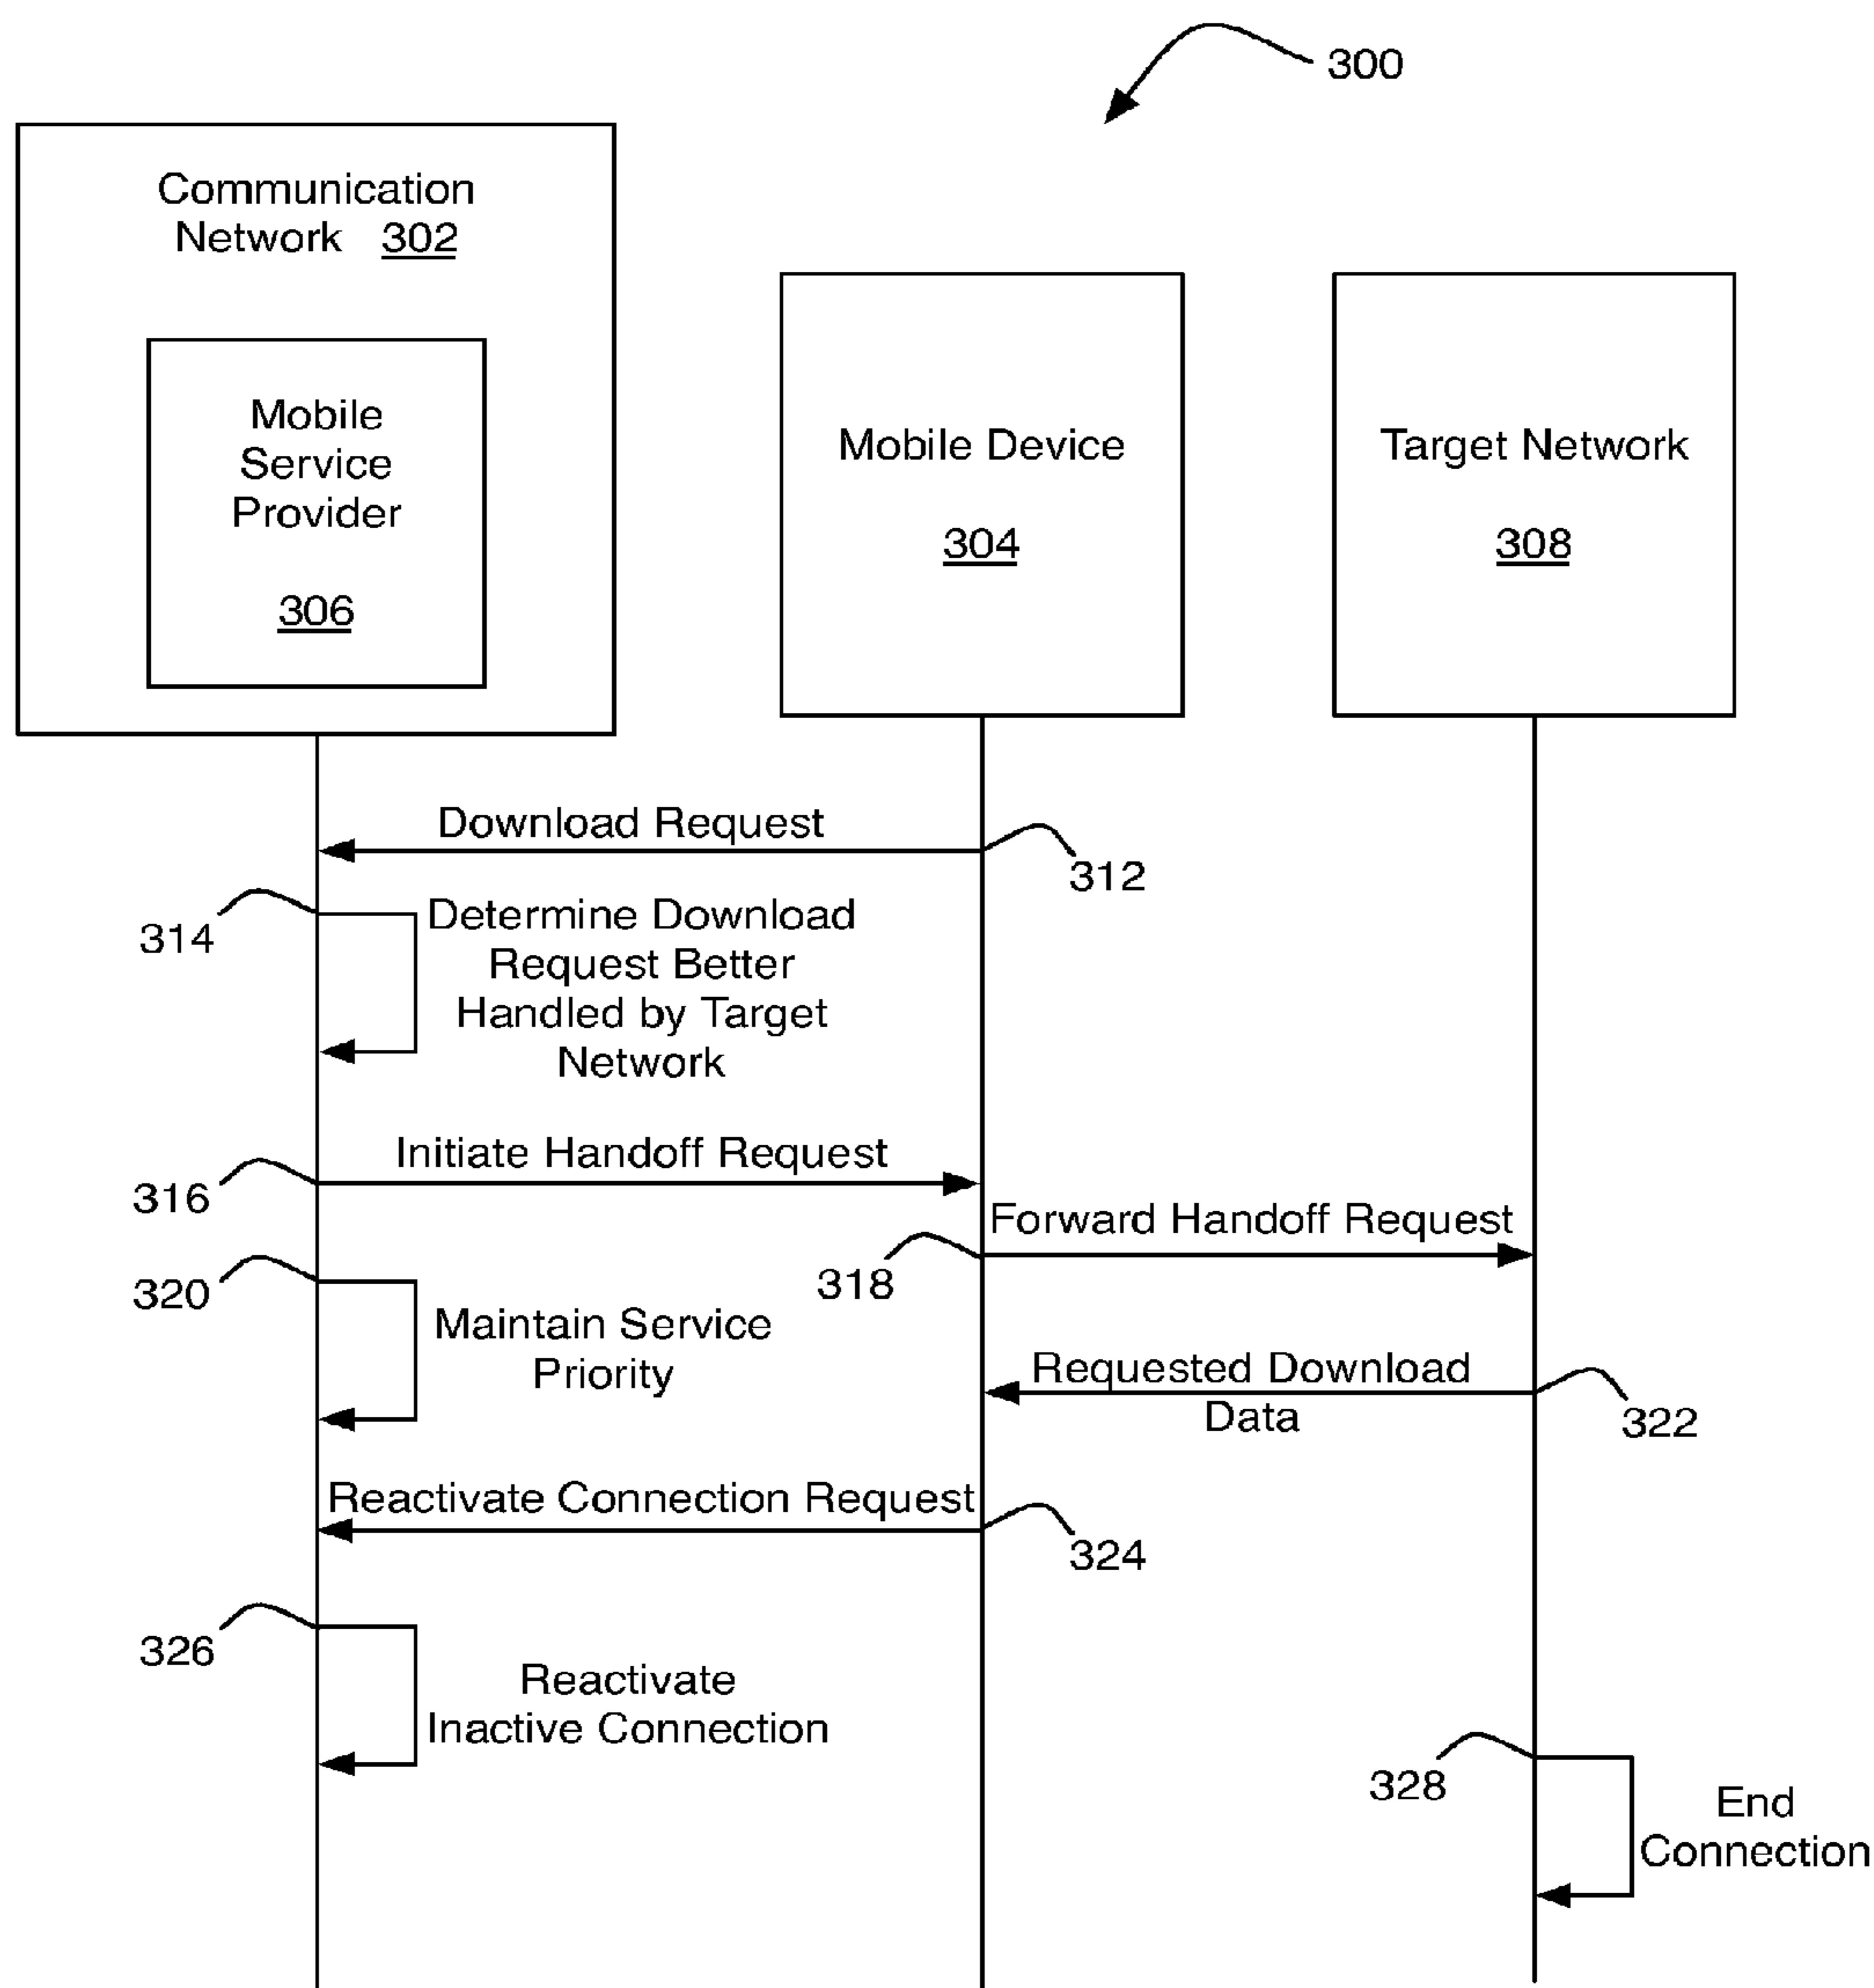 300
Communication
Network 302
Mobile
Service
Provider
306
Mobile Device
304
Target Network
308
Download Request
312
314
Determine Download
Request Better
Handled by Target
Network
Initiate Handoff Request
316
Forward Handoff Request
318
320
Maintain Service
Priority
Requested Download
Data
322
Reactivate Connection Request
324
326
Reactivate
Inactive Connection
328
End
Connection